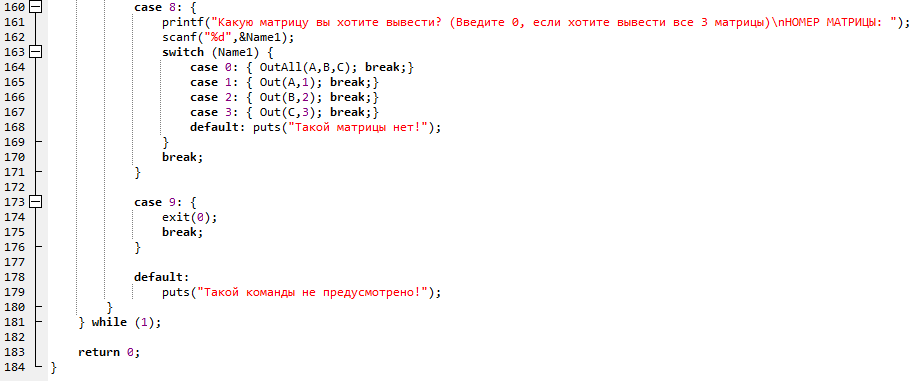 160 case 8: {
161 printf("Какую матрицу вы хотите вывести? (Введите 0, если хотите вывести все 3 матрицы)\nНОМЕР МАТРИЦЫ: ");
162 scanf("%d",&Name1);
163 switch (Name1) {
164 case 0: { OutAll(A,B,C); break;}
165 case 1: { Out(A,1); break;}
166 case 2: { Out(B,2); break;}
167 case 3: { Out(C,3); break;}
168 default: puts("Такой матрицы нет!");
169 }
170 break;
171 }
172
173 case 9: {
174 exit(0);
175 break;
176 }
177
178 default:
179 puts("Такой команды не предусмотрено!");
180 }
181 } while (1);
182
183 return 0;
184 }